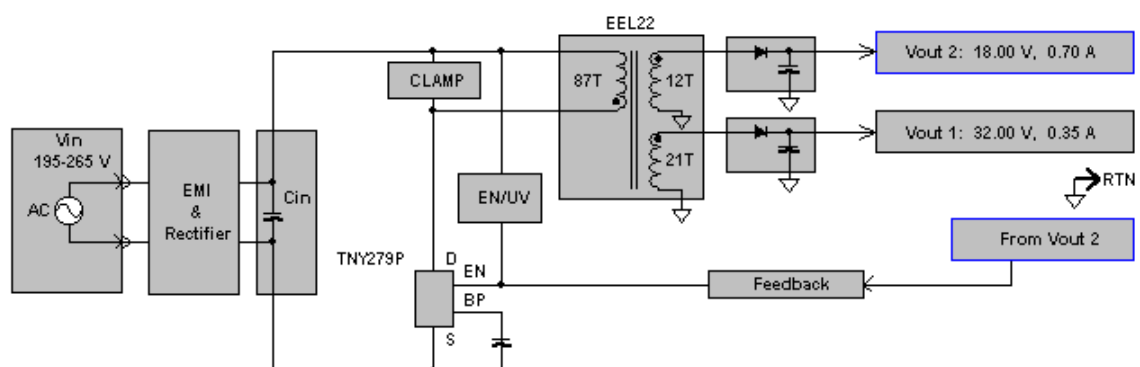 EEL22
CLAMP
87T
12T
21T
Vout 2: 18.00 V, 0.70 A
Vout 1: 32.00 V, 0.35 A
Vin
195-265 V
AC
EMI
&
Rectifier
Cin
EN/UV
RTN
From Vout 2
TNY279P
D
EN
BP
S
Feedback